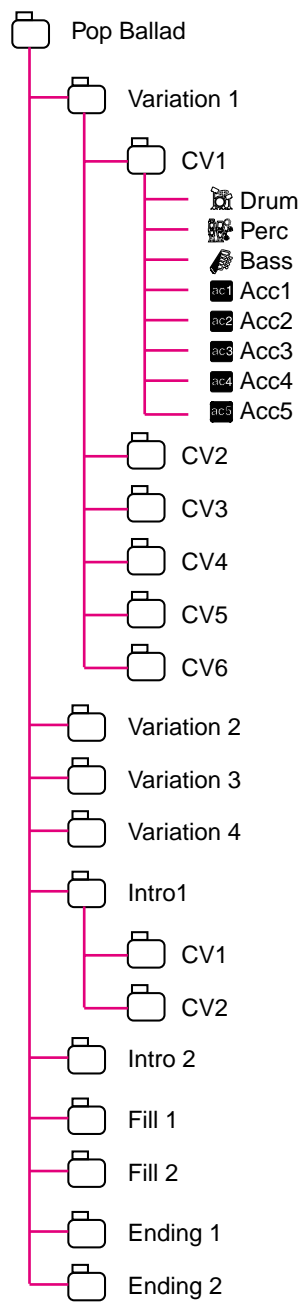 Pop Ballad
Variation 1
CV1
Drum
Perc
Bass
ac1 Acc1
ac2 Acc2
ac3 Acc3
ac4 Acc4
ac5 Acc5
CV2
CV3
CV4
CV5
CV6
Variation 2
Variation 3
Variation 4
Intro1
CV1
CV2
Intro 2
Fill 1
Fill 2
Ending 1
Ending 2